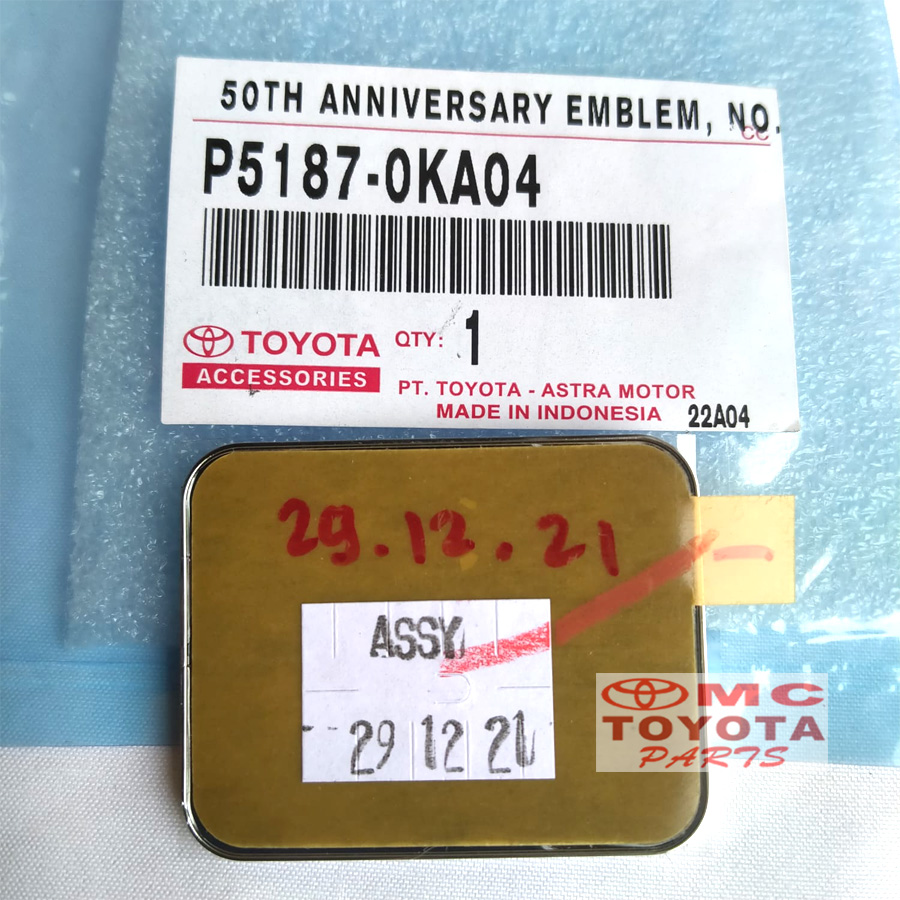 50TH ANNIVERSARY EMBLEM, NO.
CC
P5187-0KA04
TOYOTA
ACCESSORIES
QTY: 1
PT. TOYOTA - ASTRA MOTOR
MADE IN INDONESIA
22A04
29.12.21
ASSY
29 12 21
MC
TOYOTA
PARTS